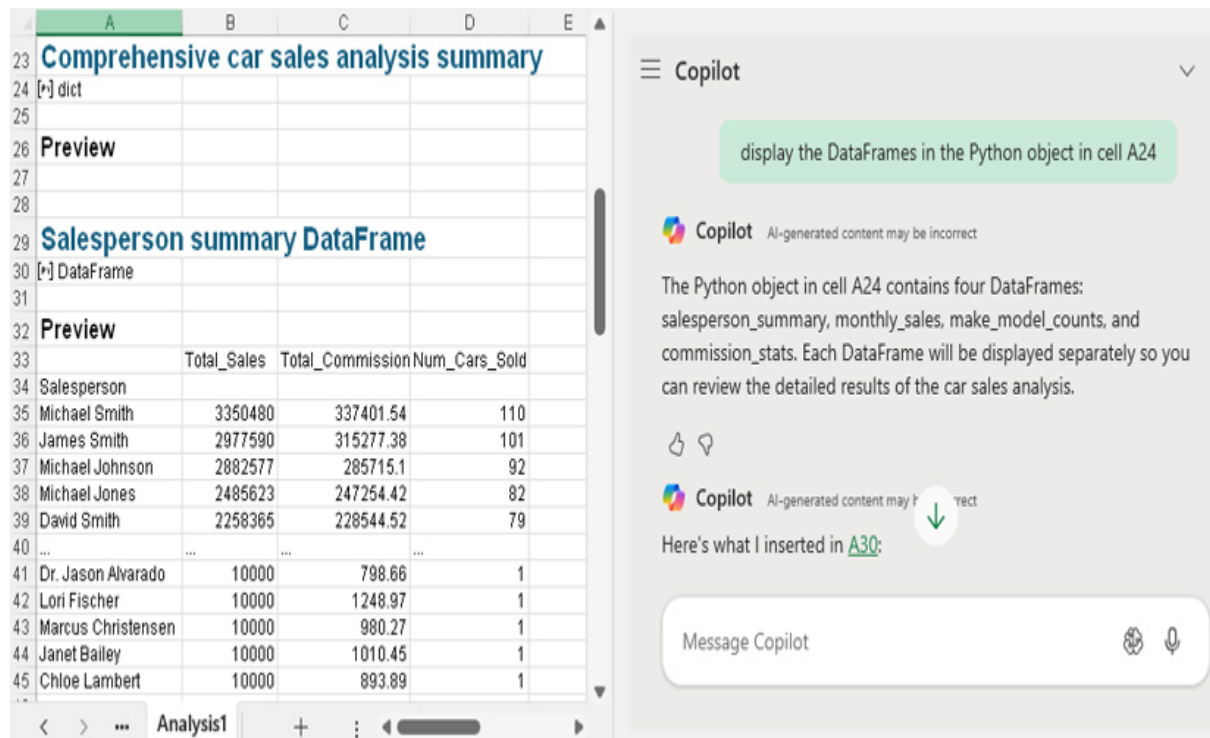 A B C D E
23 Comprehensive car sales analysis summary
24 [PY] dict
25
26 Preview
27
28
29 Salesperson summary DataFrame
30 [PY] DataFrame
31
32 Preview
33 Total_Sales Total_Commission Num_Cars_Sold
34 Salesperson
35 Michael Smith 3350480 337401.54 110
36 James Smith 2977590 315277.38 101
37 Michael Johnson 2882577 285715.1 92
38 Michael Jones 2485623 247254.42 82
39 David Smith 2258365 228544.52 79
40 ... ... ... ...
41 Dr. Jason Alvarado 10000 798.66 1
42 Lori Fischer 10000 1248.97 1
43 Marcus Christensen 10000 980.27 1
44 Janet Bailey 10000 1010.45 1
45 Chloe Lambert 10000 893.89 1
Analysis1
Copilot
display the DataFrames in the Python object in cell A24
Copilot AI-generated content may be incorrect
The Python object in cell A24 contains four DataFrames:
salesperson_summary, monthly_sales, make_model_counts, and
commission_stats. Each DataFrame will be displayed separately so you
can review the detailed results of the car sales analysis.
Copilot AI-generated content may
Here's what I inserted in A30:
Message Copilot